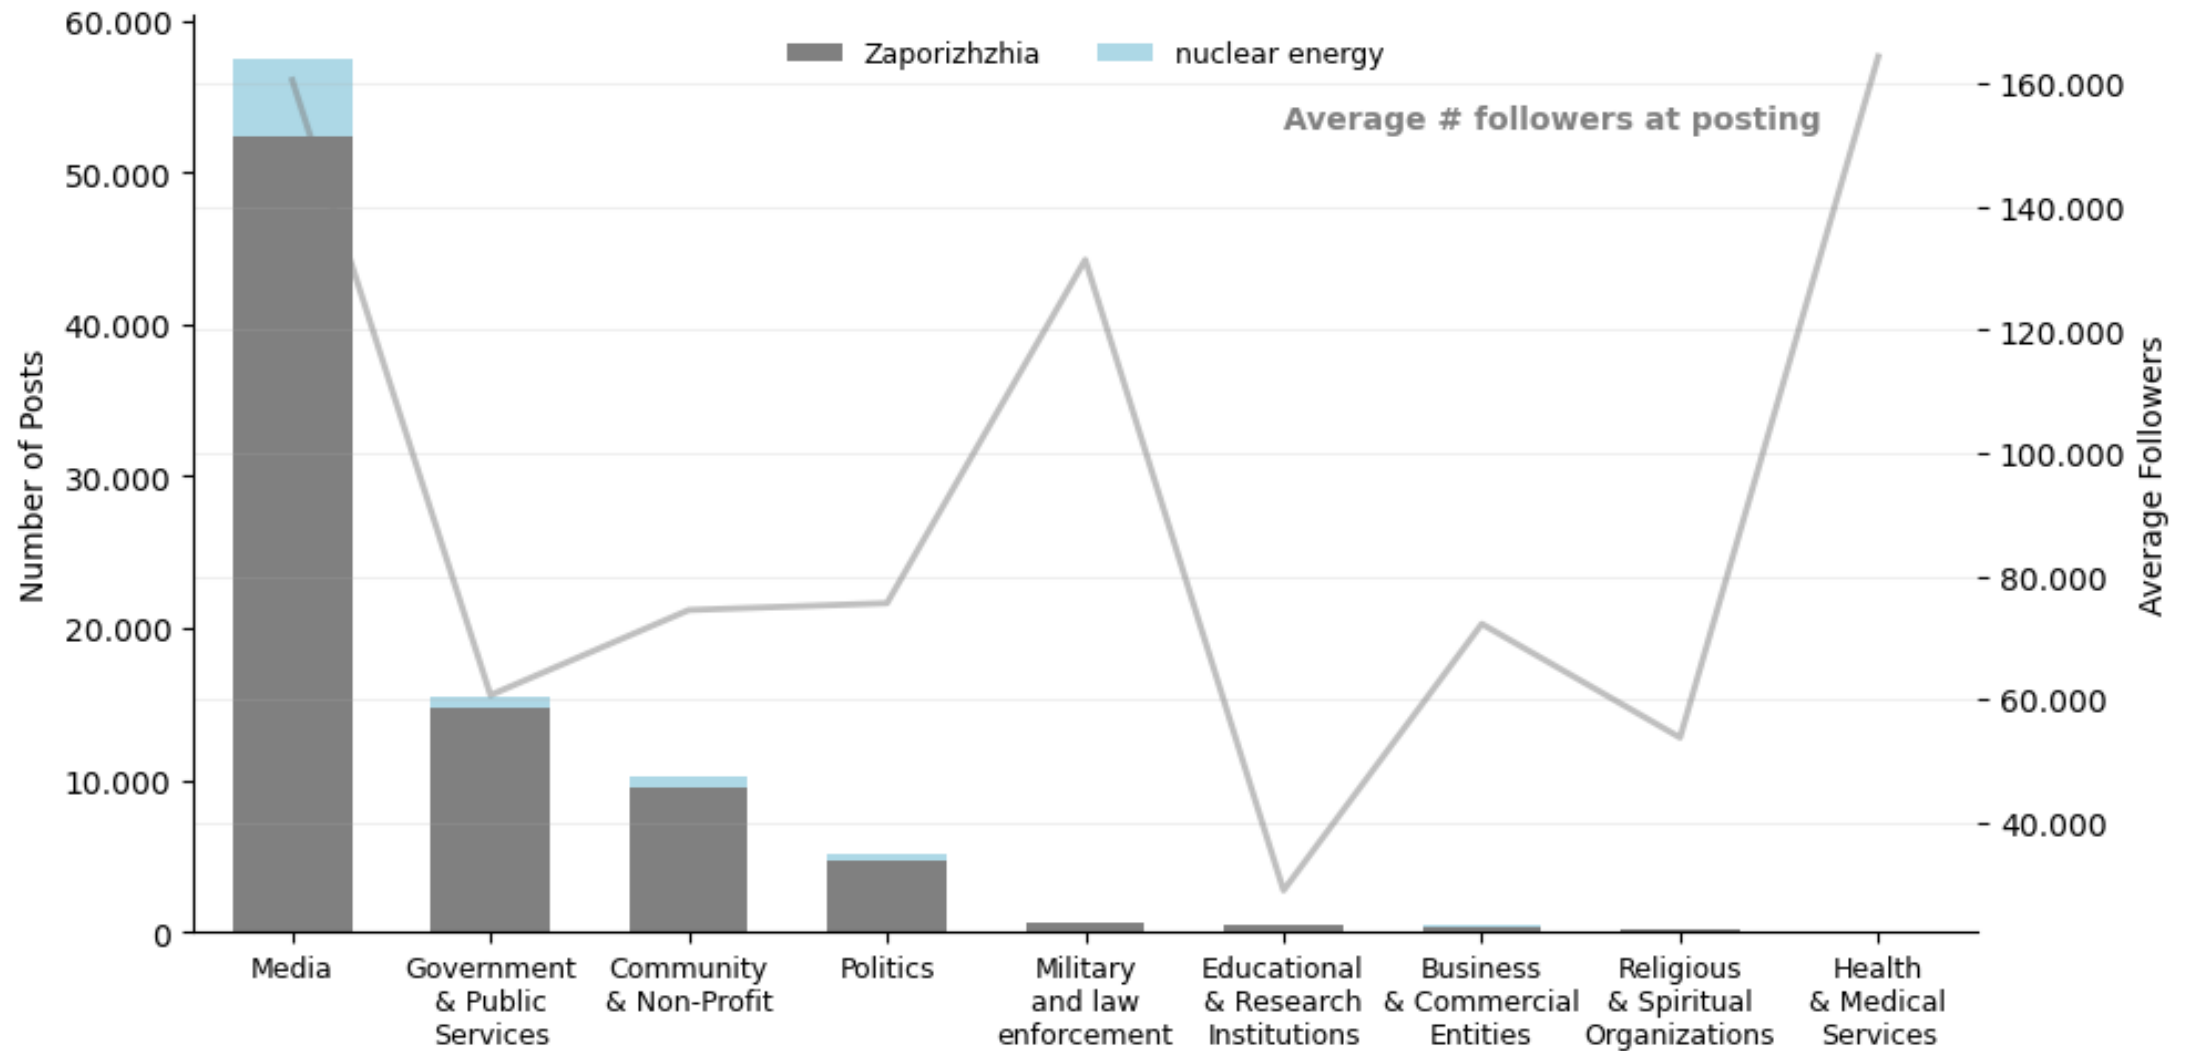 Zaporizhzhia
nuclear energy
Average # followers at posting
Number of Posts
60.000
50.000
40.000
30.000
20.000
10.000
0
160.000
140.000
120.000
100.000
80.000
60.000
40.000
Average Followers
Media
Government
& Public
Services
Community
& Non-Profit
Politics
Military
and law
enforcement
Educational
& Research
Institutions
Business
& Commercial
Entities
Religious
& Spiritual
Organizations
Health
& Medical
Services